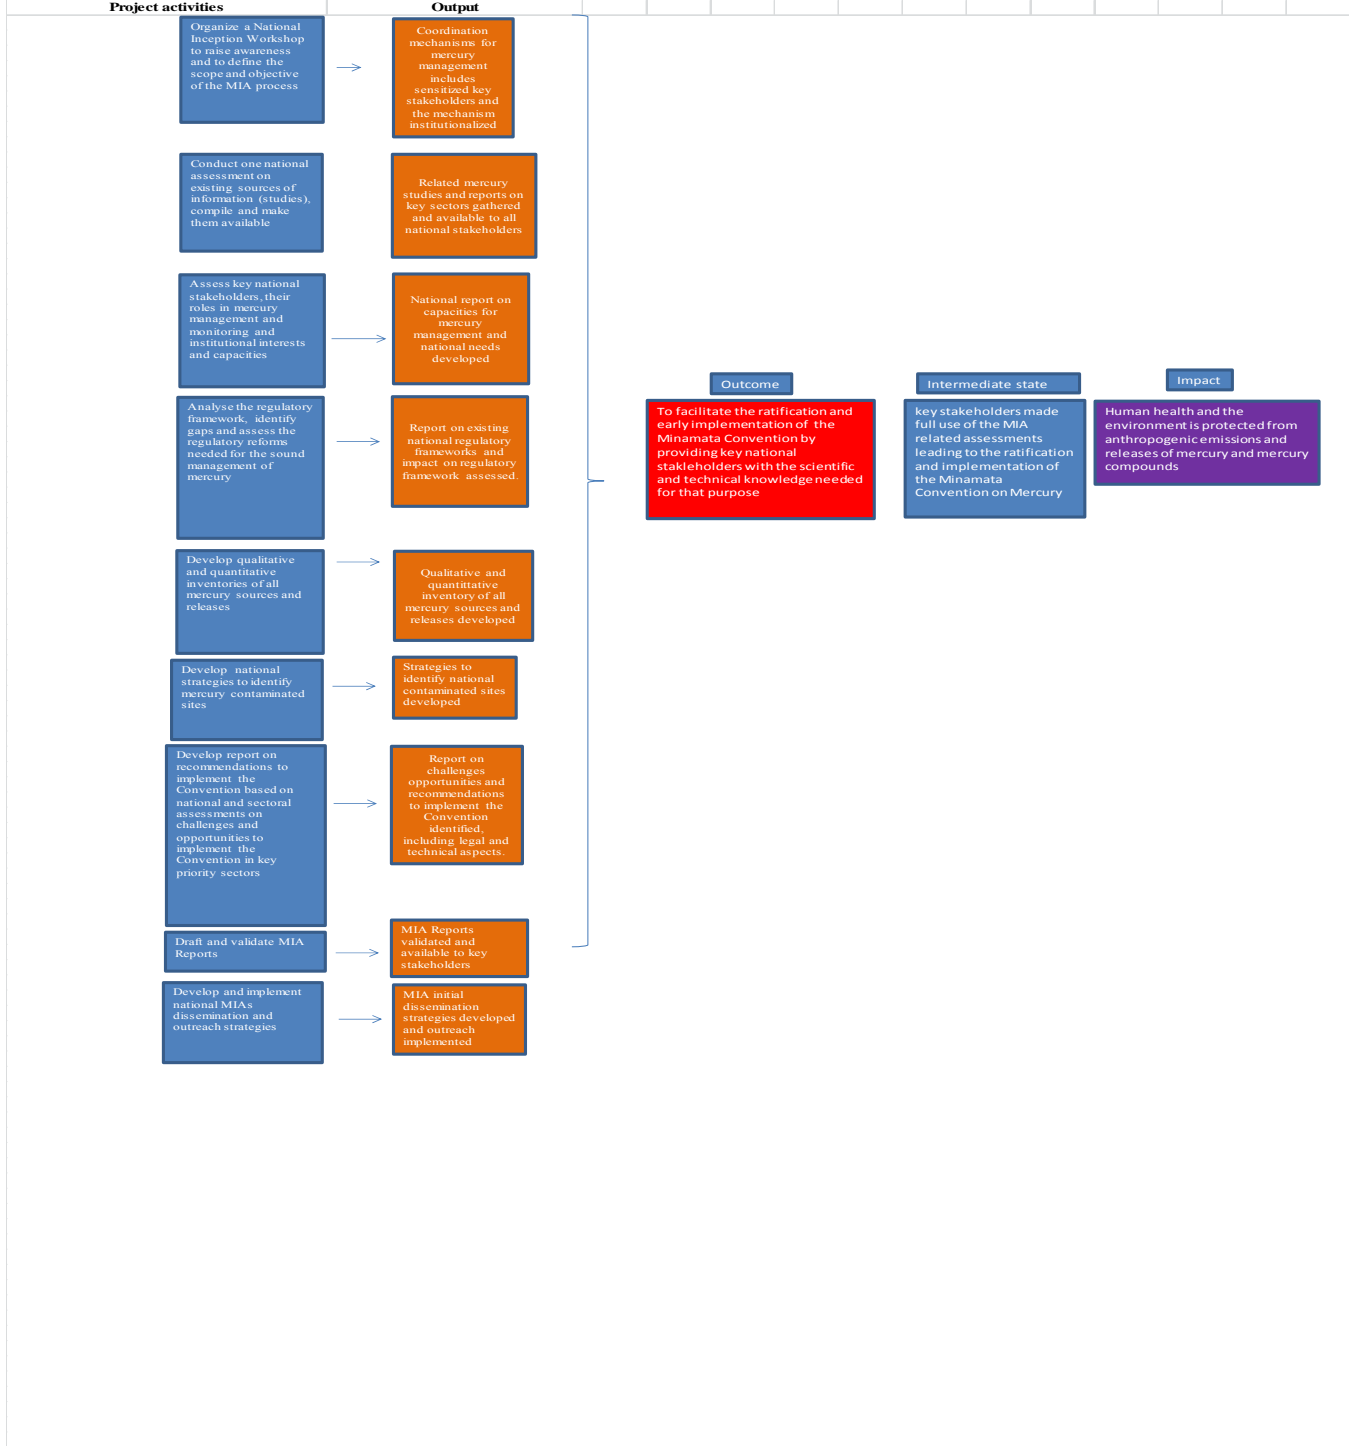 Project activities
Output
Organize a National
Inception Workshop
to raise awareness
and to define the
scope and objective
of the MIA process
Coordination
mechanisms for
mercury
management
includes
sensitized key
stakeholders and
the mechanism
institutionalized
Conduct one national
assessment on
existing sources of
information (studies),
compile and make
them available
Related mercury
studies and reports on
key sectors gathered
and available to all
national stakeholders
Assess key national
stakeholders, their
roles in mercury
management and
monitoring and
institutional interests
and capacities
National report on
capacities for
mercury
management and
national needs
developed
Analyse the regulatory
framework, identify
gaps and assess the
regulatory reforms
needed for the sound
management of
mercury
Report on existing
national regulatory
frameworks and
impact on regulatory
framework assessed.
Develop qualitative
and quantitative
inventories of all
mercury sources and
releases
Qualitative and
quantittative
inventory of all
mercury sources and
releases developed
Develop national
strategies to identify
mercury contaminated
sites
Strategies to
identify national
contaminated sites
developed
Develop report on
recommendations to
implement the
Convention based on
national and sectoral
assessments on
challenges and
opportunities to
implement the
Convention in key
priority sectors
Report on
challenges
opportunities and
recommendations
to implement the
Convention
identified,
including legal and
technical aspects.
Draft and validate MIA
Reports
MIA Reports
validated and
available to key
stakeholders
Develop and implement
national MIAs
dissemination and
outreach strategies
MIA initial
dissemination
strategies developed
and outreach
implemented
Outcome
To facilitate the ratification and
early implementation of the
Minamata Convention by
providing key national
stakleholders with the scientific
and technical knowledge needed
for that purpose
Intermediate state
key stakeholders made
full use of the MIA
related assessments
leading to the ratification
and implementation of
the Minamata
Convention on Mercury
Impact
Human health and the
environment is protected from
anthropogenic emissions and
releases of mercury and mercury
compounds